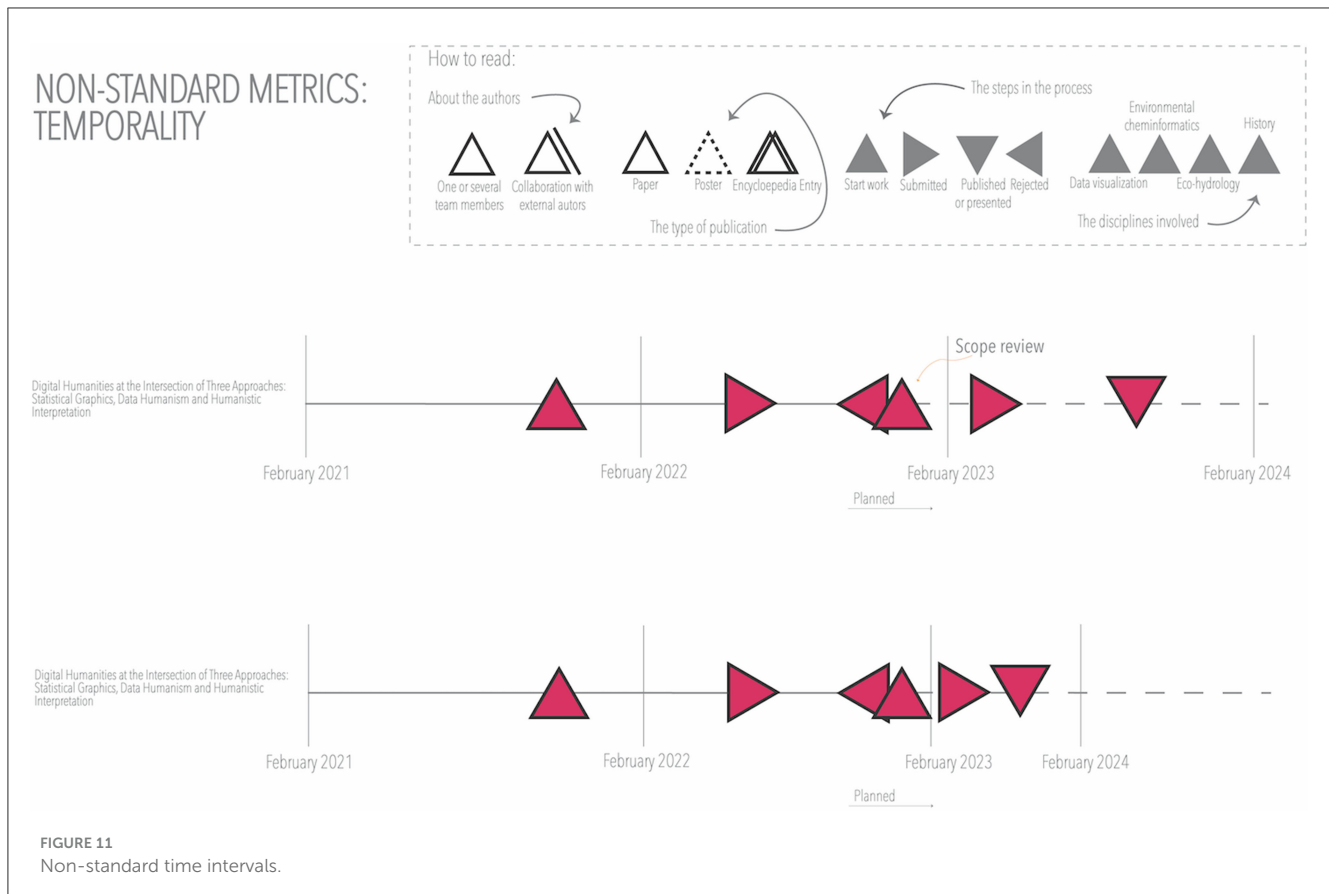 NON-STANDARD METRICS:
TEMPORALITY
How to read:
About the authors
The steps in the process
Environmental
cheminformatics
History
One or several
team members
Collaboration with
external autors
Paper
Poster
Encycloepedia Entry
Start work
Submitted
Published
or presented
Rejected
Data visualization
Eco-hydrology
The type of publication
The disciplines involved
Scope review
Digital Humanities at the Intersection of Three Approaches:
Statistical Graphics, Data Humanism and Humanistic
Interpretation
February 2021
February 2022
February 2023
February 2024
Planned
Digital Humanities at the Intersection of Three Approaches:
Statistical Graphics, Data Humanism and Humanistic
Interpretation
February 2021
February 2022
February 2023
February 2024
Planned
FIGURE 11
Non-standard time intervals.